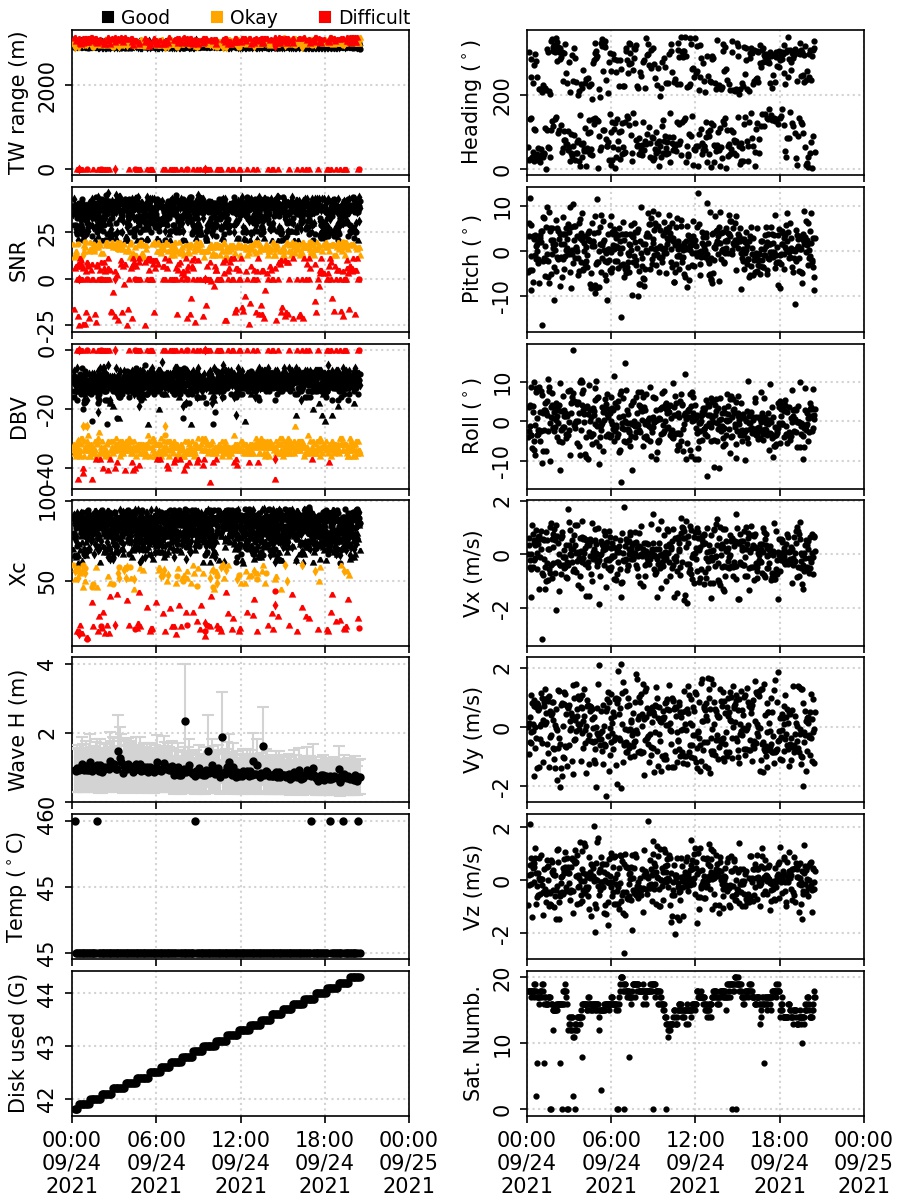 Good Okay Difficult
TW range (m)
2000
0
Heading (°)
200
0
SNR
25
0
-25
Pitch (°)
10
0
-10
DBV
0
-20
-40
Roll (°)
10
0
-10
Xc
100
50
Vx (m/s)
2
0
-2
Wave H (m)
4
2
0
Vy (m/s)
2
0
-2
Temp (°C)
46
45
45
Vz (m/s)
2
0
-2
Disk used (G)
44
43
42
Sat. Numb.
20
10
0
00:00 06:00 12:00 18:00 00:00
09/24 09/24 09/24 09/24 09/25
2021 2021 2021 2021 2021
00:00 06:00 12:00 18:00 00:00
09/24 09/24 09/24 09/24 09/25
2021 2021 2021 2021 2021